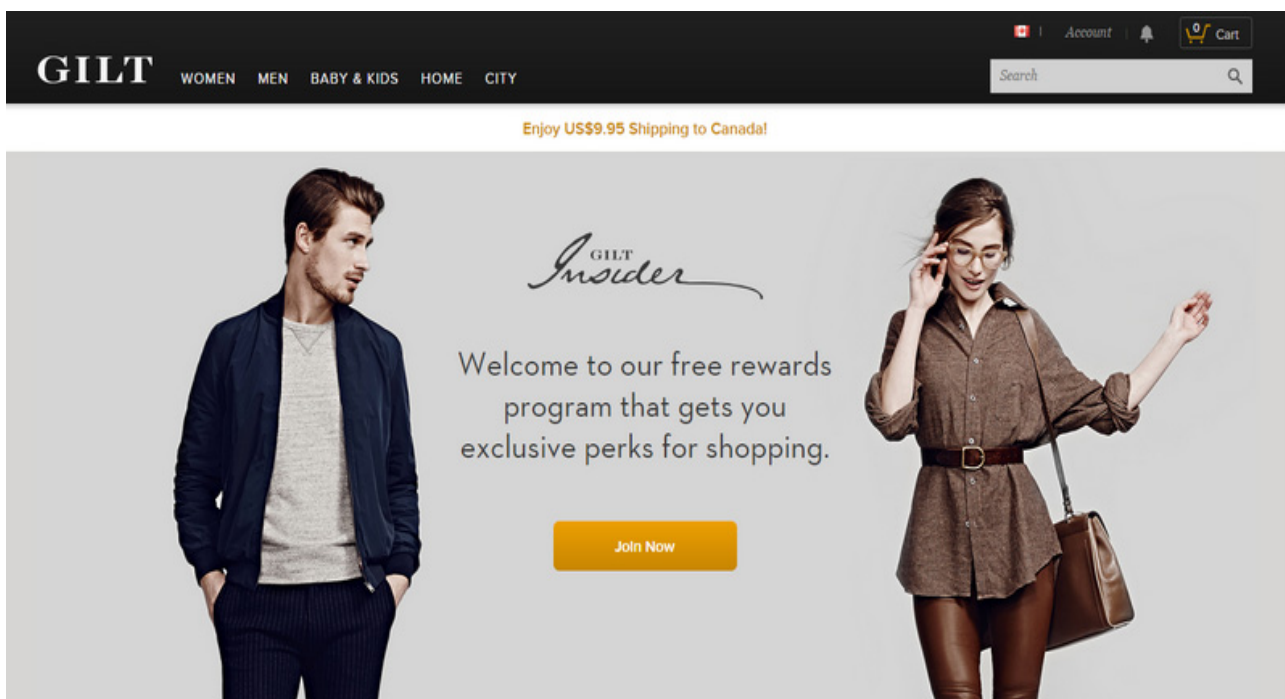 Account
0 Cart
GILT WOMEN MEN BABY & KIDS HOME CITY
Search
Enjoy US$9.95 Shipping to Canada!
GILT
Insider
Welcome to our free rewards
program that gets you
exclusive perks for shopping.
Join Now